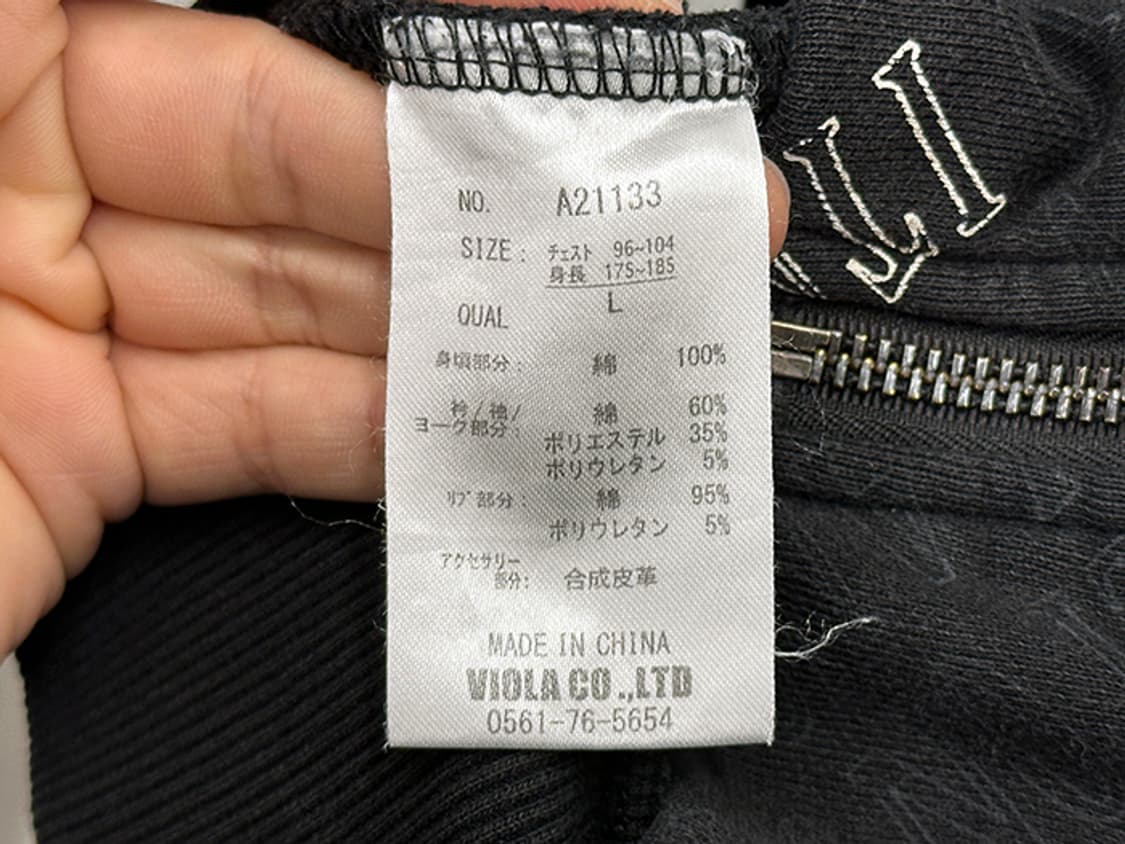 NO. A21133
SIZE : チェスト 96~104
身長 175~185
L
QUAL
身頃部分: 綿 100%
衿/袖/ 綿 60%
ヨーク部分: ポリエステル 35%
ポリウレタン 5%
リブ部分: 綿 95%
ポリウレタン 5%
アクセサリー
部分: 合成皮革
MADE IN CHINA
VIOLA CO.,LTD
0561-76-5654